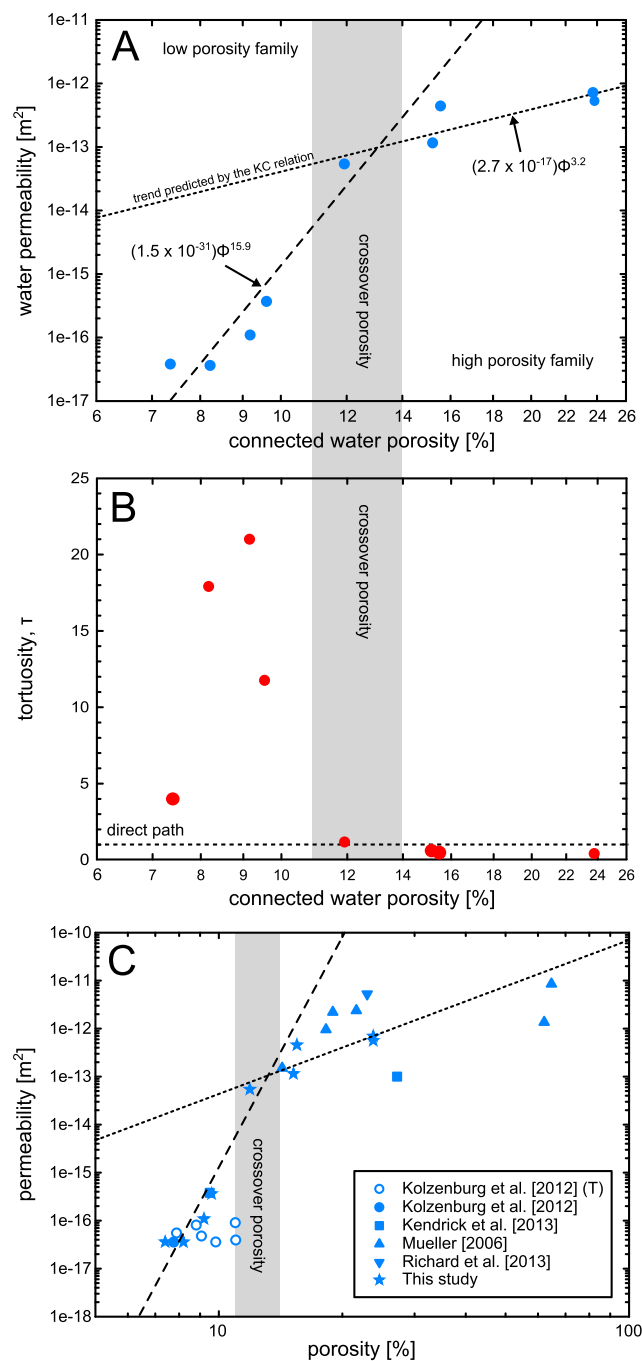 A
low porosity family
1e-11
1e-12
1e-13
1e-14
1e-15
1e-16
1e-17
water permeability [m²]
trend predicted by the KC relation
(2.7 x 10⁻¹⁷)Φ³·²
(1.5 x 10⁻³¹)Φ¹⁵·⁹
crossover porosity
high porosity family
6 7 8 9 10 12 14 16 18 20 22 24 26
connected water porosity [%]
B
25
20
15
10
5
0
tortuosity, τ
crossover porosity
direct path
6 7 8 9 10 12 14 16 18 20 22 24 26
connected water porosity [%]
C
1e-10
1e-11
1e-12
1e-13
1e-14
1e-15
1e-16
1e-17
1e-18
permeability [m²]
crossover porosity
Kolzenburg et al. [2012] (T)
Kolzenburg et al. [2012]
Kendrick et al. [2013]
Mueller [2006]
Richard et al. [2013]
This study
10 100
porosity [%]